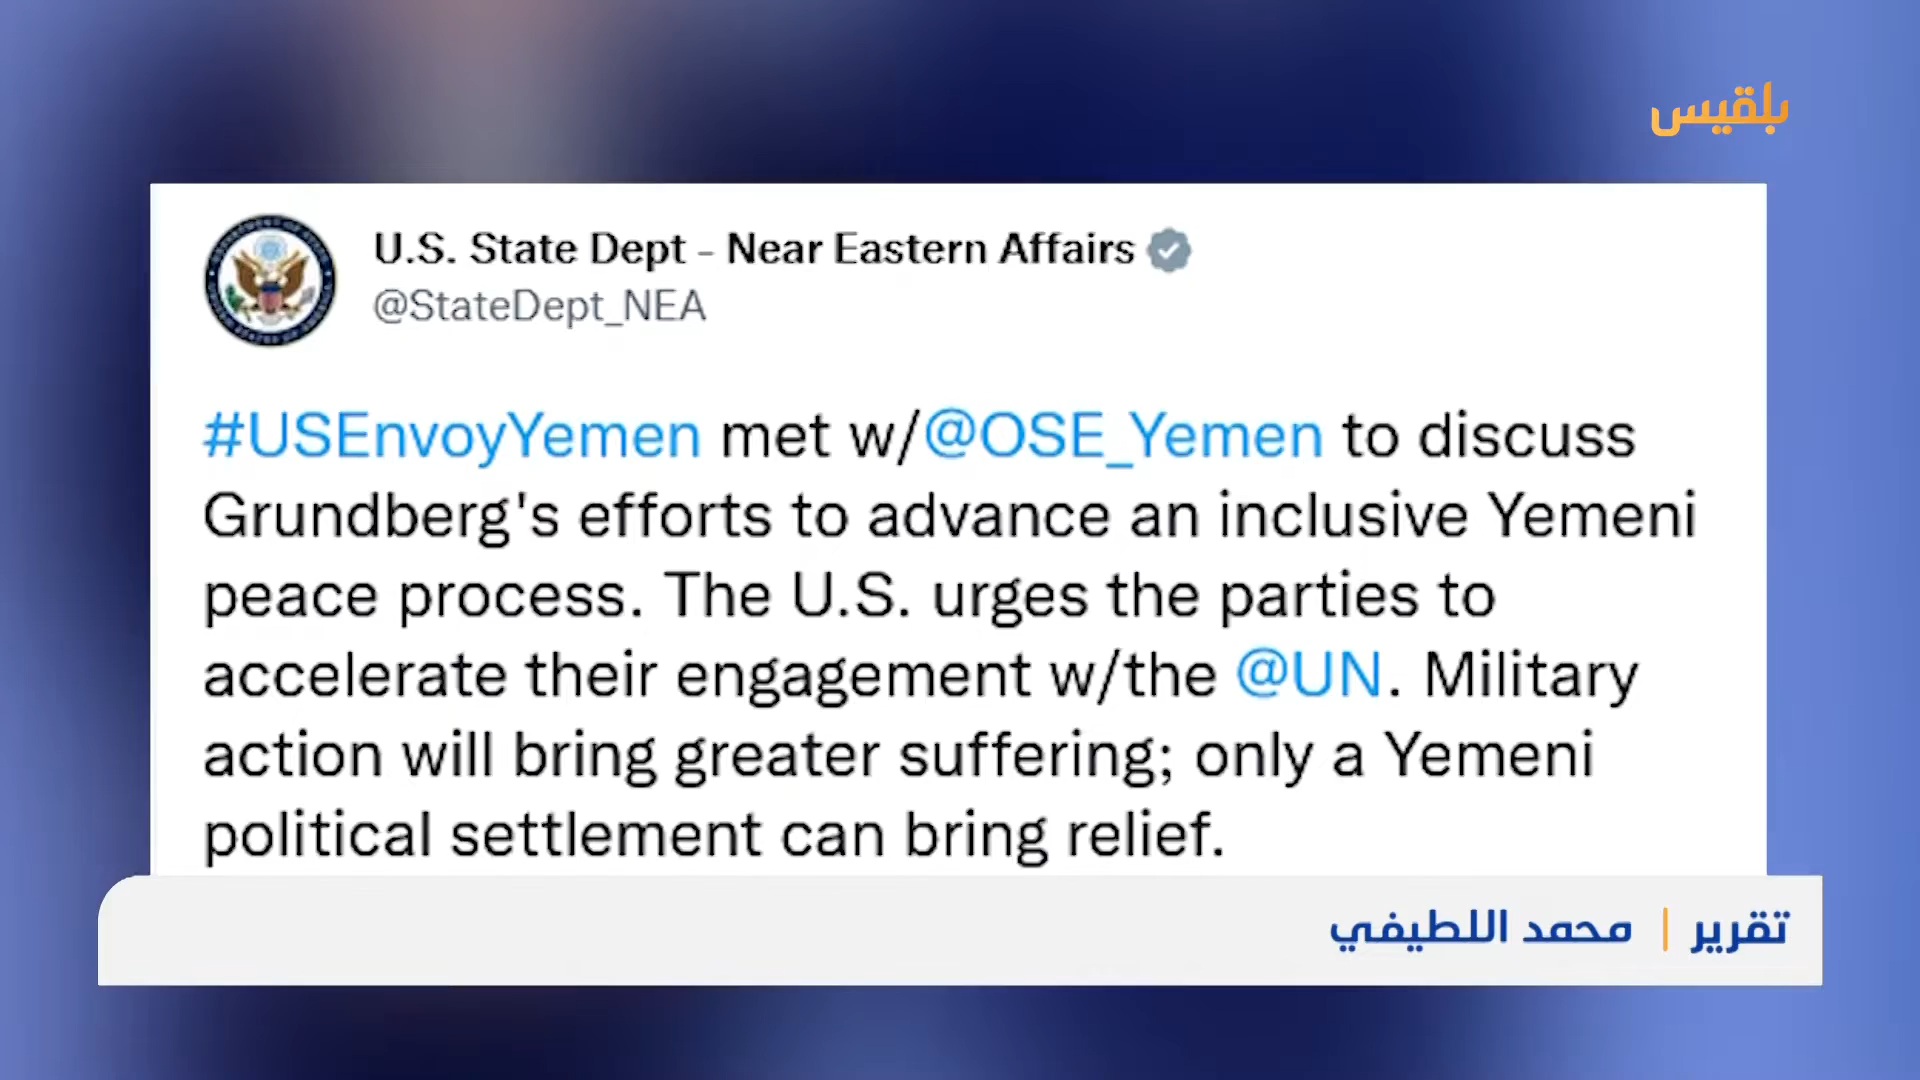 بلقيس
U.S. State Dept - Near Eastern Affairs
@StateDept_NEA
#USEnvoyYemen met w/@OSE_Yemen to discuss
Grundberg's efforts to advance an inclusive Yemeni
peace process. The U.S. urges the parties to
accelerate their engagement w/the @UN. Military
action will bring greater suffering; only a Yemeni
political settlement can bring relief.
تقرير | محمد اللطيفي